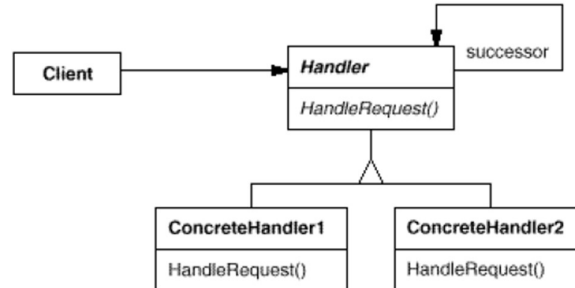 successor
Client
Handler
HandleRequest()
ConcreteHandler1
ConcreteHandler2
HandleRequest()
HandleRequest()